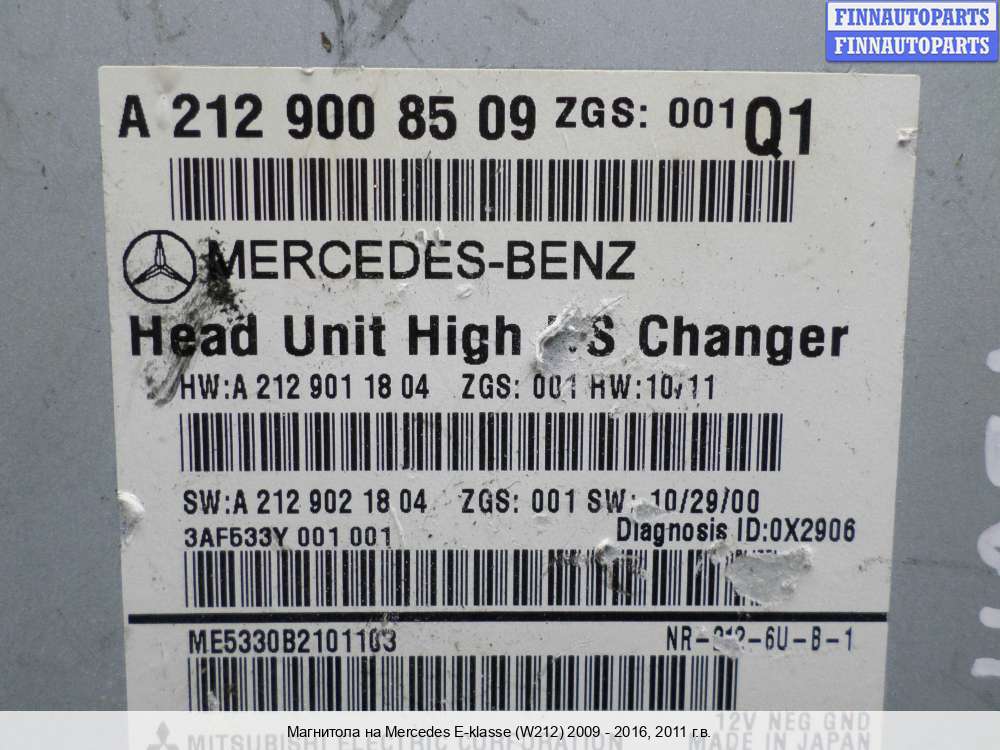 FINNAUTOPARTS
FINNAUTOPARTS
A 212 900 85 09 ZGS: 001 Q1
MERCEDES-BENZ
Head Unit High Changer
HW:A 212 901 18 04 ZGS: 001 HW:10/11
SW:A 212 902 18 04 ZGS: 001 SW: 10/29/00
3AF533Y 001 001 Diagnosis ID:0X2906
ME5330B2101103 NR-212-6U-B-1
12V NEG GND
MITSUBISHI ELECTRIC CORPORATION MADE IN JAPAN
Магнитола на Mercedes E-klasse (W212) 2009 - 2016, 2011 г.в.